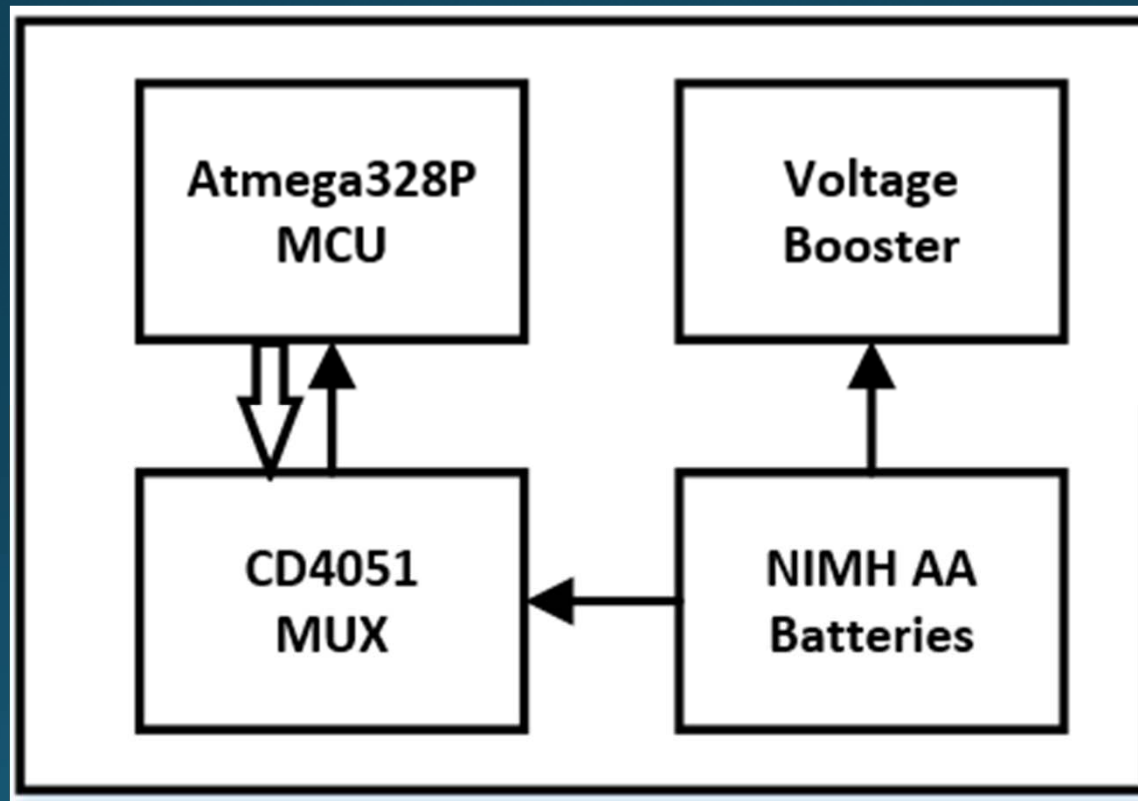 Atmega328P
MCU
Voltage
Booster
CD4051
MUX
NIMH AA
Batteries